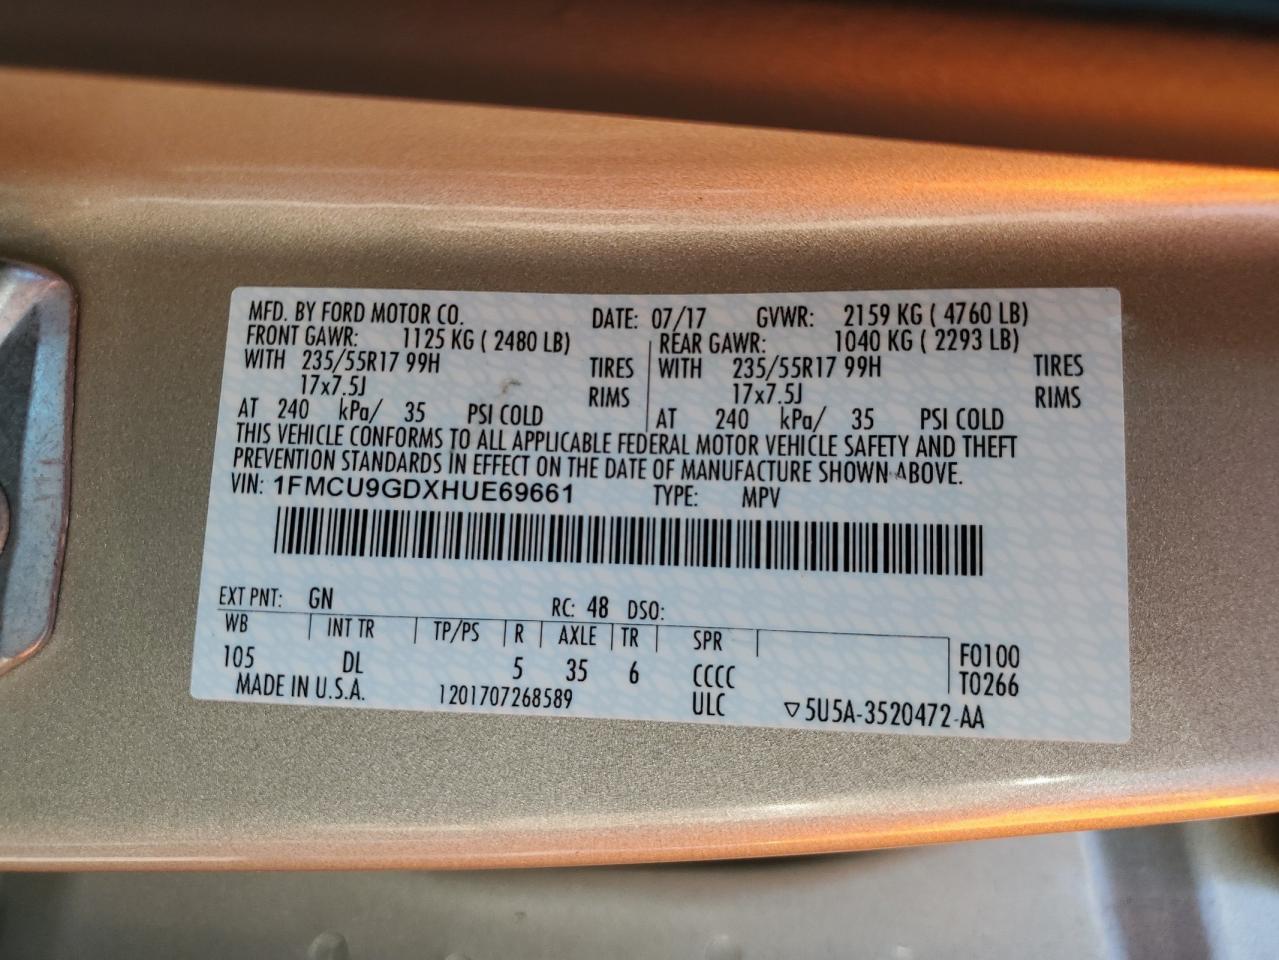 MFD. BY FORD MOTOR CO. DATE: 07/17 GVWR: 2159 KG ( 4760 LB)
FRONT GAWR: 1125 KG ( 2480 LB) REAR GAWR: 1040 KG ( 2293 LB)
WITH 235/55R17 99H TIRES WITH 235/55R17 99H TIRES
17x7.5J RIMS 17x7.5J RIMS
AT 240 kPa/ 35 PSI COLD AT 240 kPa/ 35 PSI COLD
THIS VEHICLE CONFORMS TO ALL APPLICABLE FEDERAL MOTOR VEHICLE SAFETY AND THEFT
PREVENTION STANDARDS IN EFFECT ON THE DATE OF MANUFACTURE SHOWN ABOVE.
VIN: 1FMCU9GDXHUE69661 TYPE: MPV
EXT PNT: GN RC: 48 DSO:
WB INT TR TP/PS R AXLE TR SPR
105 DL 5 35 6 CCCC F0100
T0266
MADE IN U.S.A. 1201707268589 ULC ▽5U5A-3520472-AA